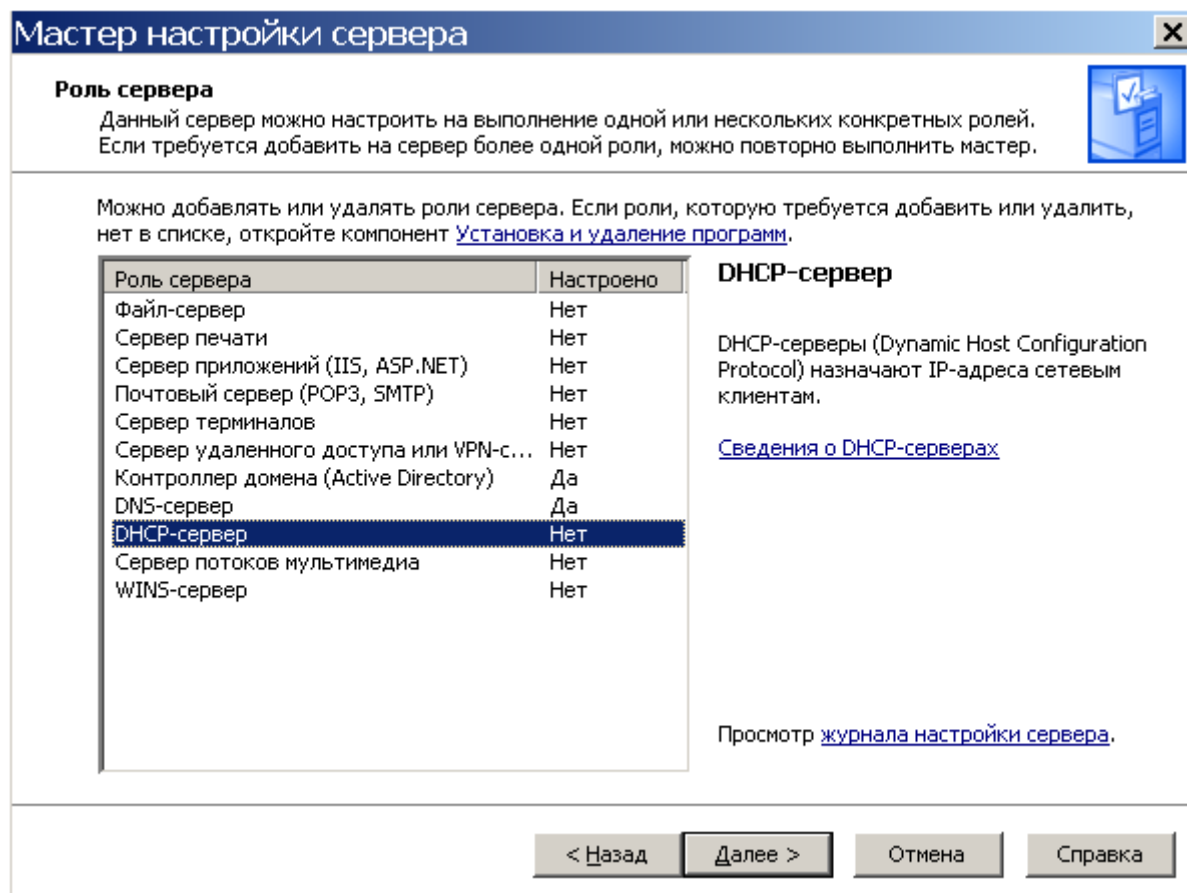 Мастер настройки сервера
Роль сервера
Данный сервер можно настроить на выполнение одной или нескольких конкретных ролей.
Если требуется добавить на сервер более одной роли, можно повторно выполнить мастер.
Можно добавлять или удалять роли сервера. Если роли, которую требуется добавить или удалить,
нет в списке, откройте компонент Установка и удаление программ.
Роль сервера Настроено
Файл-сервер Нет
Сервер печати Нет
Сервер приложений (IIS, ASP.NET) Нет
Почтовый сервер (POP3, SMTP) Нет
Сервер терминалов Нет
Сервер удаленного доступа или VPN-с... Нет
Контроллер домена (Active Directory) Да
DNS-сервер Да
DHCP-сервер Нет
Сервер потоков мультимедиа Нет
WINS-сервер Нет
DHCP-сервер
DHCP-серверы (Dynamic Host Configuration
Protocol) назначают IP-адреса сетевым
клиентам.
Сведения о DHCP-серверах
Просмотр журнала настройки сервера.
< Назад
Далее >
Отмена
Справка